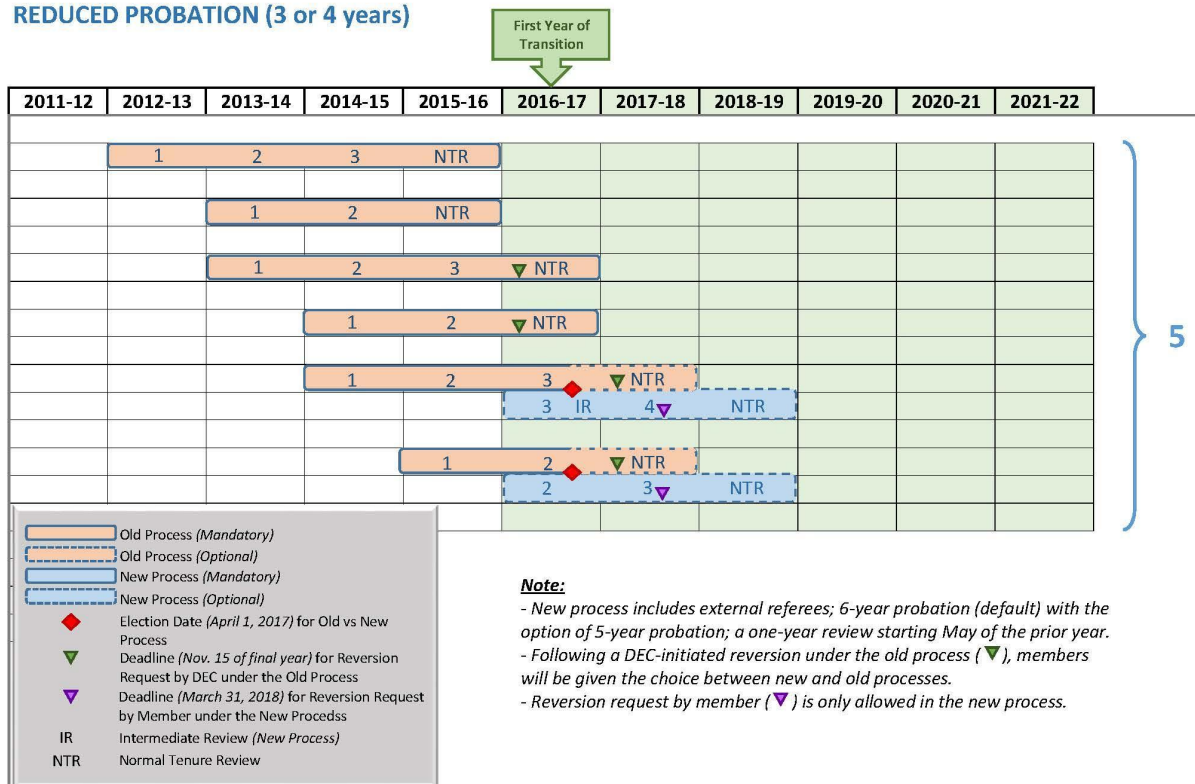 REDUCED PROBATION (3 or 4 years)
First Year of
Transition
2011-12 2012-13 2013-14 2014-15 2015-16 2016-17 2017-18 2018-19 2019-20 2020-21 2021-22
1 2 3 NTR
1 2 NTR
1 2 3 NTR
1 2 NTR
5
1 2 3 NTR
3 IR 4 NTR
1 2 NTR
2 3 NTR
Old Process (Mandatory)
Old Process (Optional)
New Process (Mandatory)
New Process (Optional)
Election Date (April 1, 2017) for Old vs New
Process
Deadline (Nov. 15 of final year) for Reversion
Request by DEC under the Old Process
Deadline (March 31, 2018) for Reversion Request
by Member under the New Procedss
IR Intermediate Review (New Process)
NTR Normal Tenure Review
Note:
- New process includes external referees; 6-year probation (default) with the
option of 5-year probation; a one-year review starting May of the prior year.
- Following a DEC-initiated reversion under the old process ( ), members
will be given the choice between new and old processes.
- Reversion request by member ( ) is only allowed in the new process.